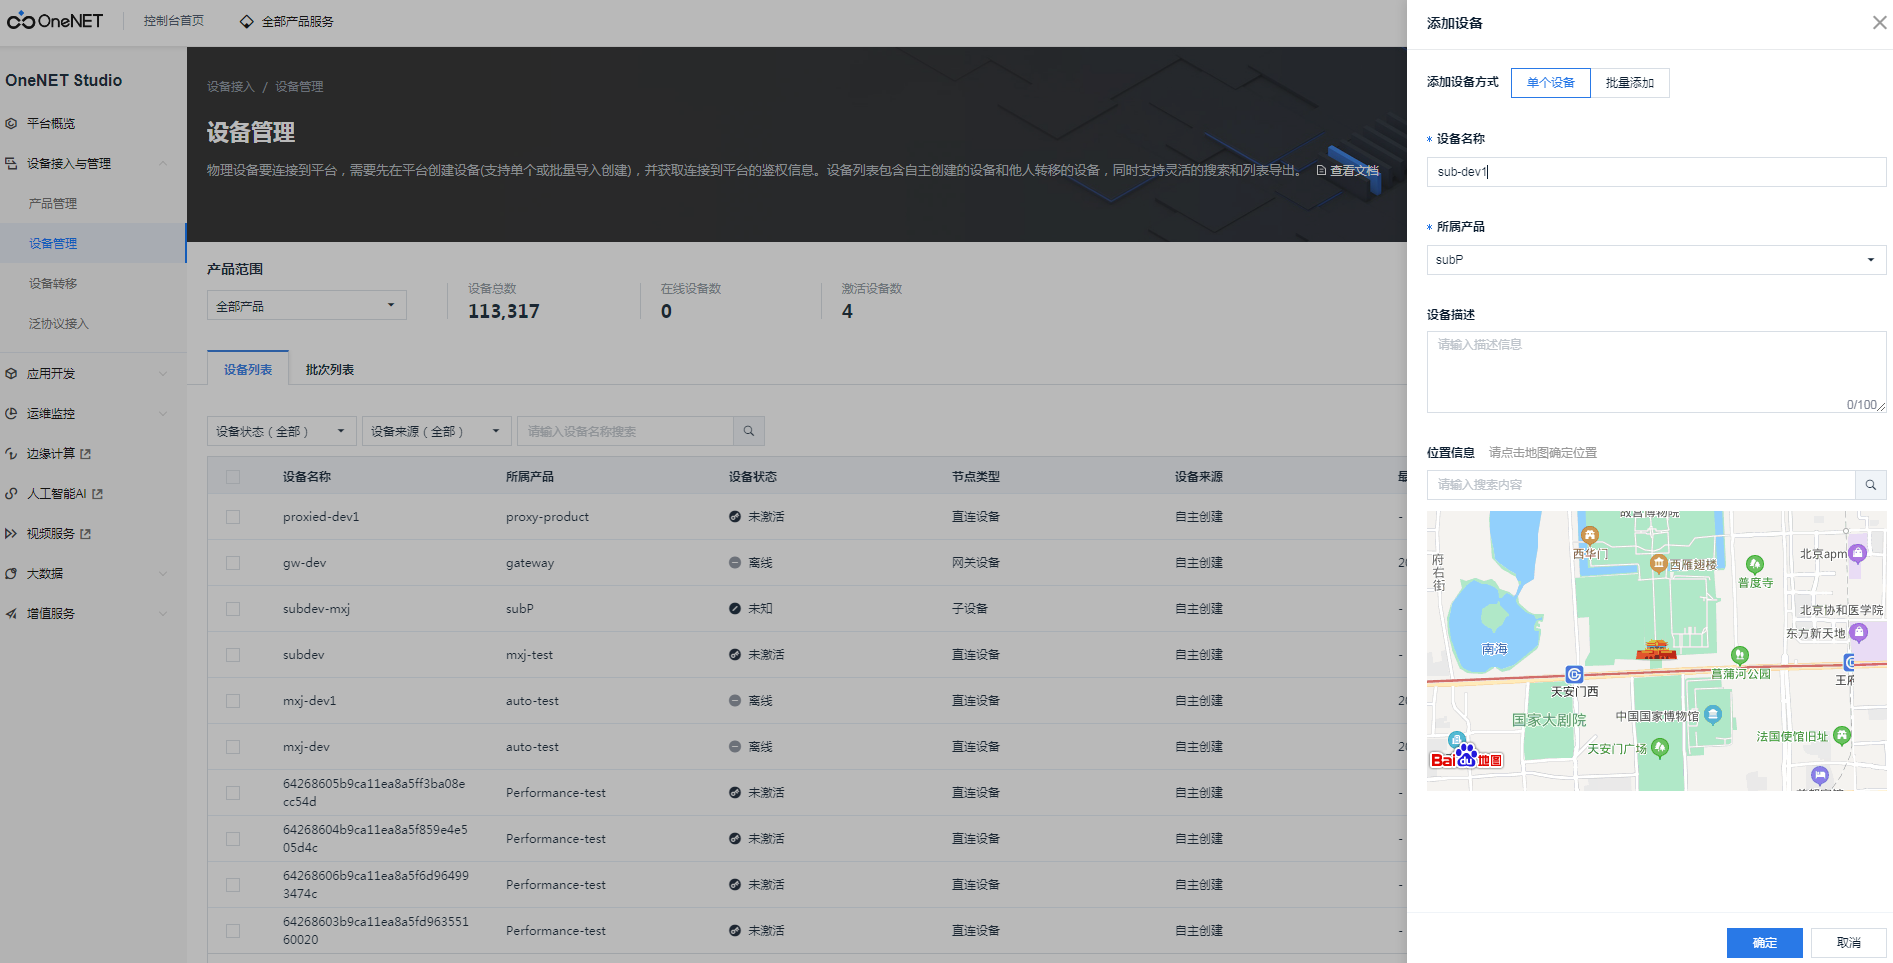 OneNET
控制台首页
全部产品服务
OneNET Studio
平台概览
设备接入与管理
产品管理
设备管理
设备转移
泛协议接入
应用开发
运维监控
边缘计算
人工智能AI
视频服务
大数据
增值服务
设备接入 / 设备管理
设备管理
物理设备要连接到平台，需要先在平台创建设备(支持单个或批量导入创建)，并获取连接到平台的鉴权信息。设备列表包含自主创建的设备和他人转移的设备，同时支持灵活的搜索和列表导出。 查看文档
产品范围
全部产品
设备总数
113,317
在线设备数
0
激活设备数
4
设备列表 批次列表
设备状态（全部） 设备来源（全部） 请输入设备名称搜索
设备名称 所属产品 设备状态 节点类型 设备来源
proxied-dev1 proxy-product 未激活 直连设备 自主创建 -
gw-dev gateway 离线 网关设备 自主创建 20
subdev-mxj subP 未知 子设备 自主创建 -
subdev mxj-test 未激活 直连设备 自主创建 -
mxj-dev1 auto-test 离线 直连设备 自主创建 20
mxj-dev auto-test 离线 直连设备 自主创建 20
64268605b9ca11ea8a5ff3ba08e
cc54d
Performance-test 未激活 直连设备 自主创建 -
64268604b9ca11ea8a5f859e4e5
05d4c
Performance-test 未激活 直连设备 自主创建 -
64268606b9ca11ea8a5f6d96499
3474c
Performance-test 未激活 直连设备 自主创建 -
64268603b9ca11ea8a5fd963551
60020
Performance-test 未激活 直连设备 自主创建 -
添加设备
添加设备方式 单个设备 批量添加
* 设备名称
sub-dev1
* 所属产品
subP
设备描述
请输入描述信息
0/100
位置信息 请点击地图确定位置
请输入搜索内容
故宫博物院
府右街
西华门
西雁翅楼
北京apm
普度寺
北京协和医学院
东方新天地
南海
菖蒲河公园
王府
天安门西
国家大剧院
中国国家博物馆
天安门广场
法国使馆旧址
Baidu地图
确定 取消